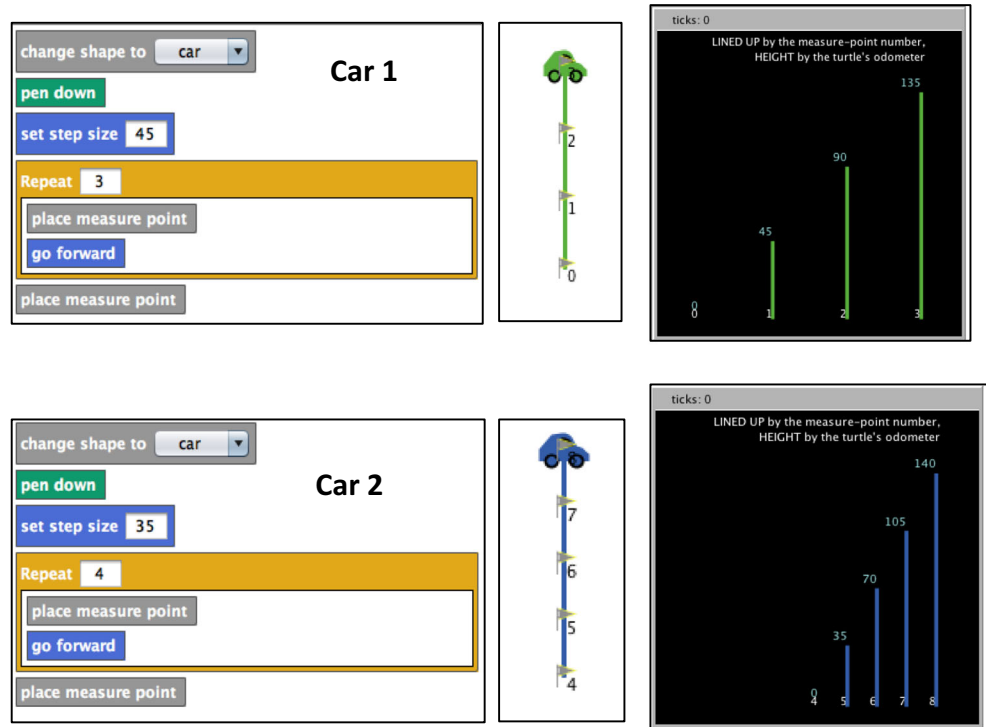 change shape to car
Car 1
pen down
set step size 45
Repeat 3
place measure point
go forward
place measure point
3
2
1
0
ticks: 0
LINED UP by the measure-point number,
HEIGHT by the turtle's odometer
135
90
45
0
0 1 2 3
change shape to car
Car 2
pen down
set step size 35
Repeat 4
place measure point
go forward
place measure point
8
7
6
5
4
ticks: 0
LINED UP by the measure-point number,
HEIGHT by the turtle's odometer
140
105
70
35
0
4 5 6 7 8